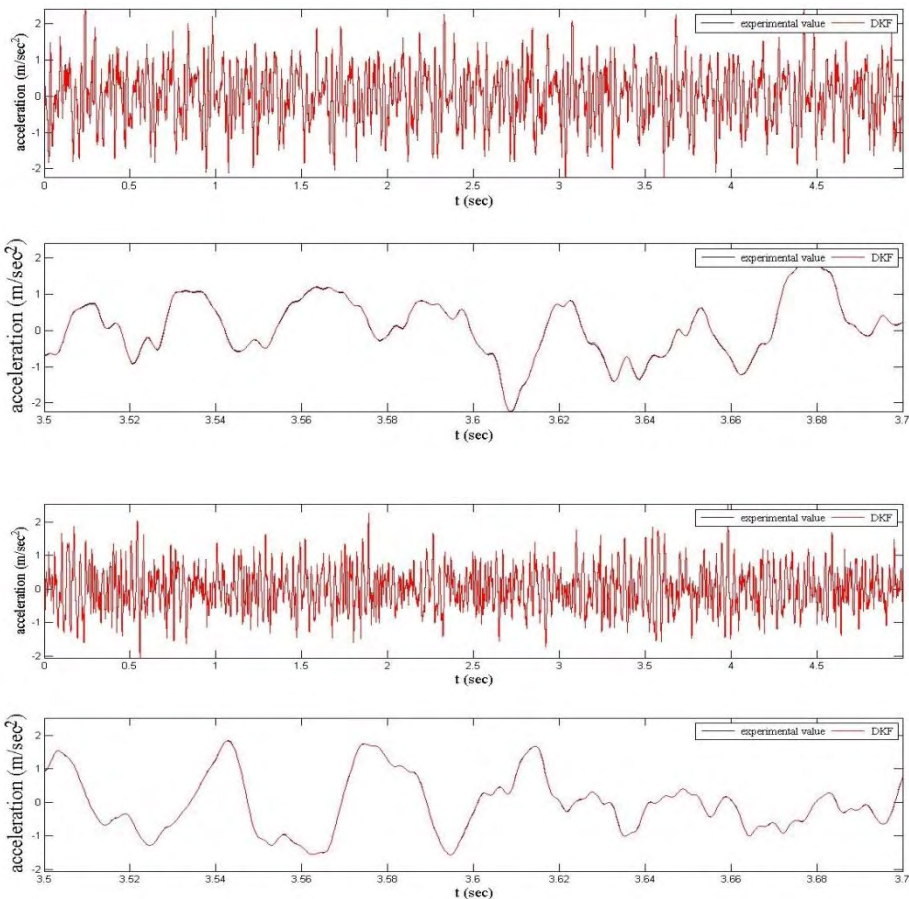 experimental value DKF
acceleration (m/sec²)
2
1
0
-1
-2
0 0.5 1 1.5 2 2.5 3 3.5 4 4.5
t (sec)
experimental value DKF
acceleration (m/sec²)
2
1
0
-1
-2
3.5 3.52 3.54 3.56 3.58 3.6 3.62 3.64 3.66 3.68 3.7
t (sec)
experimental value DKF
acceleration (m/sec²)
2
1
0
-1
-2
0 0.5 1 1.5 2 2.5 3 3.5 4 4.5
t (sec)
experimental value DKF
acceleration (m/sec²)
2
1
0
-1
-2
3.5 3.52 3.54 3.56 3.58 3.6 3.62 3.64 3.66 3.68 3.7
t (sec)